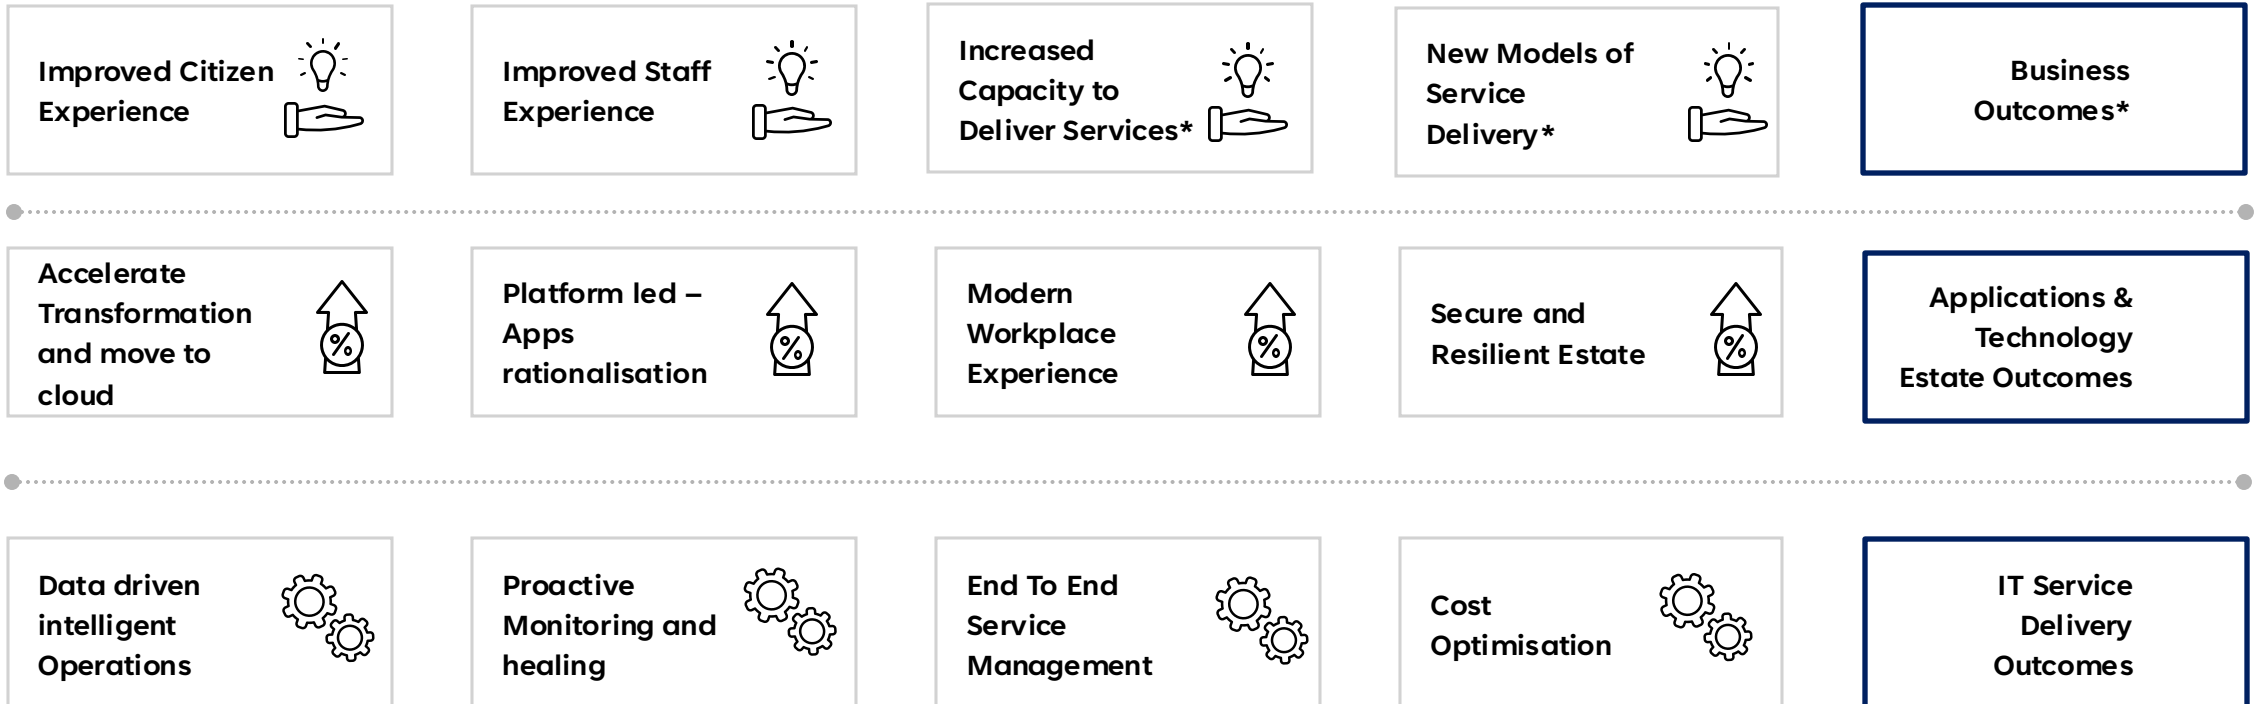 Improved Citizen
Experience
Improved Staff
Experience
Increased
Capacity to
Deliver Services*
New Models of
Service
Delivery*
Business
Outcomes*
Accelerate
Transformation
and move to
cloud
Platform led –
Apps
rationalisation
Modern
Workplace
Experience
Secure and
Resilient Estate
Applications &
Technology
Estate Outcomes
Data driven
intelligent
Operations
Proactive
Monitoring and
healing
End To End
Service
Management
Cost
Optimisation
IT Service
Delivery
Outcomes
%
%
%
%